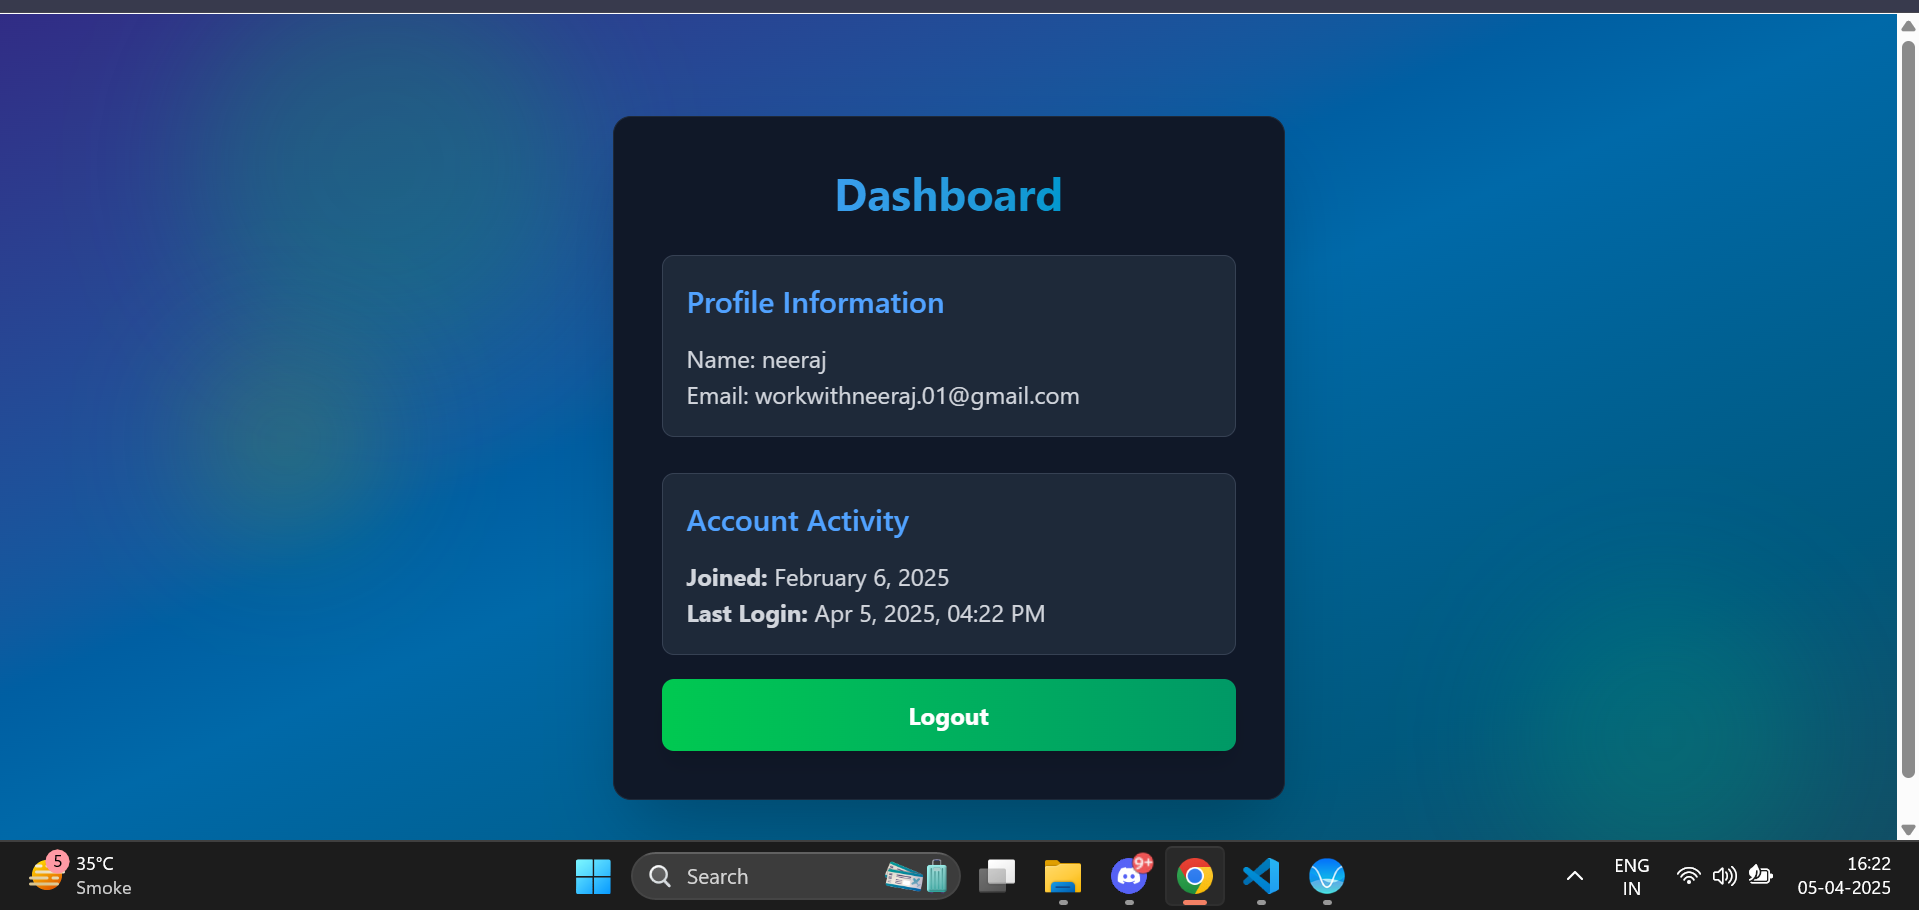 Dashboard
Profile Information
Name: neeraj
Email: workwithneeraj.01@gmail.com
Account Activity
Joined: February 6, 2025
Last Login: Apr 5, 2025, 04:22 PM
Logout
5
35°C
Smoke
Search
9+
ENG
IN
16:22
05-04-2025